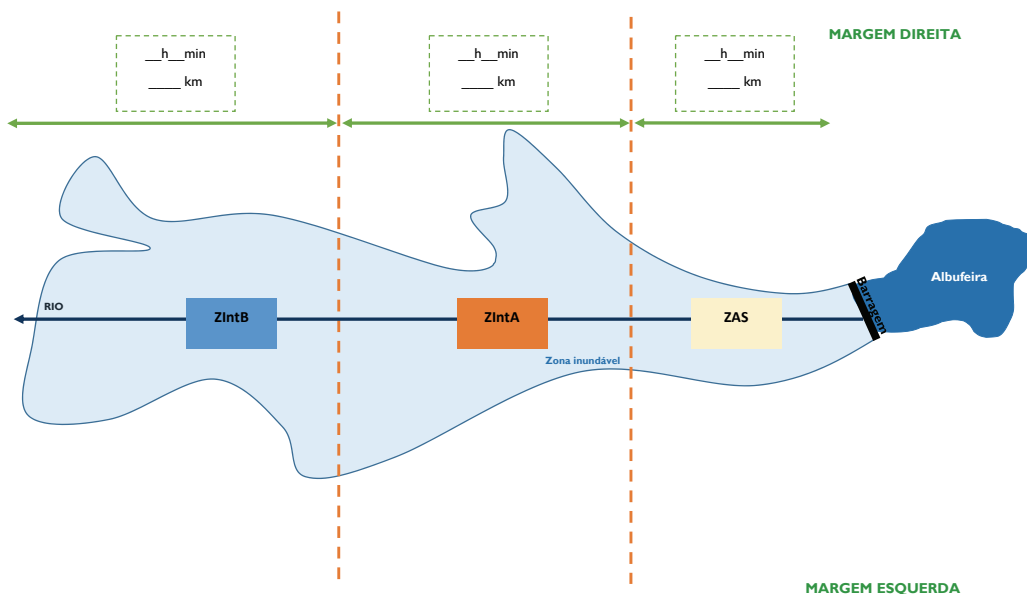 MARGEM DIREITA
__h__min
_____ km
__h__min
_____ km
__h__min
_____ km
Albufeira
Barragem
RIO
ZIntB
ZIntA
ZAS
Zona inundável
MARGEM ESQUERDA